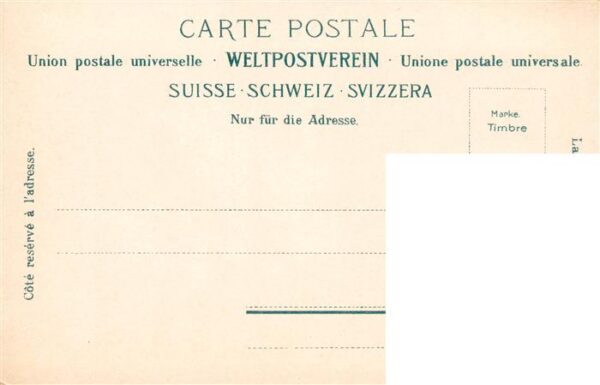 CARTE POSTALE
Union postale universelle · WELTPOSTVEREIN · Unione postale universale.
SUISSE · SCHWEIZ · SVIZZERA
Nur für die Adresse.
Marke.
Timbre
Côté resérvé à l'adresse.